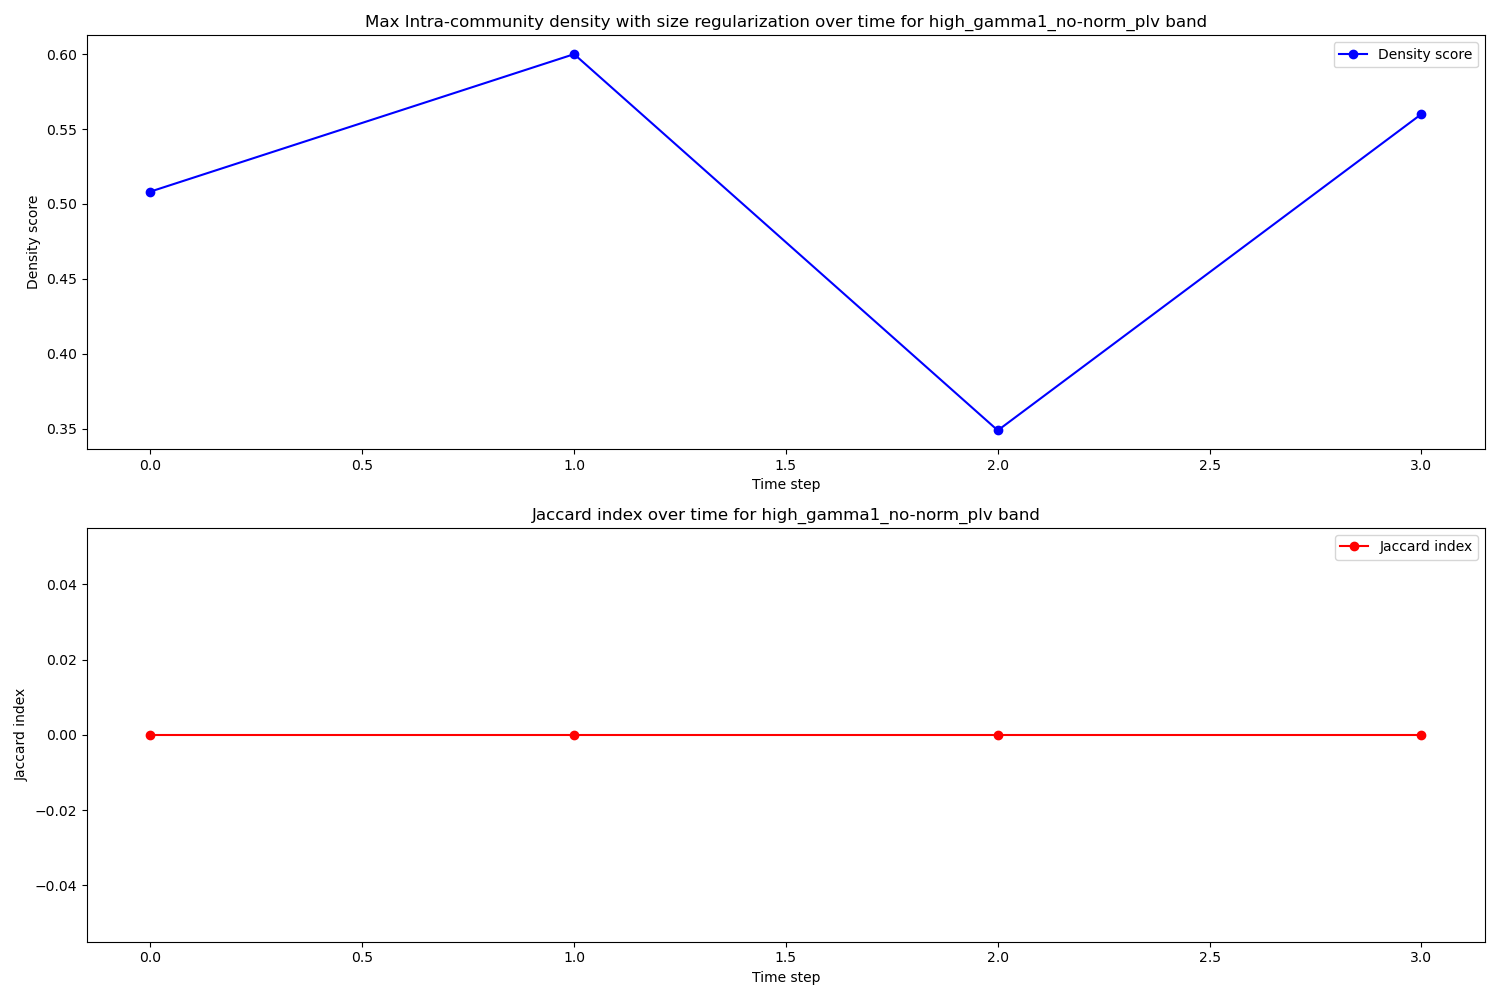 Max Intra-community density with size regularization over time for high_gamma1_no-norm_plv band
Density score
0.60
0.55
0.50
0.45
0.40
0.35
Density score
0.0 0.5 1.0 1.5 2.0 2.5 3.0
Time step
Jaccard index over time for high_gamma1_no-norm_plv band
Jaccard index
0.04
0.02
0.00
−0.02
−0.04
Jaccard index
0.0 0.5 1.0 1.5 2.0 2.5 3.0
Time step